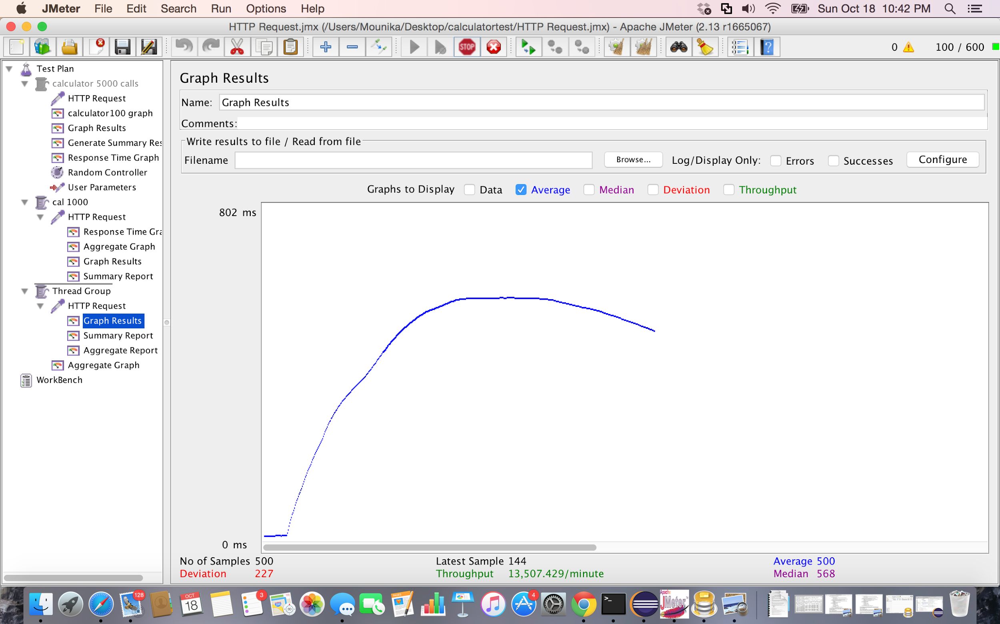 JMeter File Edit Search Run Options Help Sun Oct 18 10:42 PM
HTTP Request.jmx (/Users/Mounika/Desktop/calculatortest/HTTP Request.jmx) - Apache JMeter (2.13 r1665067)
STOP 0 100 / 600
Test Plan
calculator 5000 calls
HTTP Request
calculator100 graph
Graph Results
Generate Summary Res
Response Time Graph
Random Controller
User Parameters
cal 1000
HTTP Request
Response Time Gra
Aggregate Graph
Graph Results
Summary Report
Thread Group
HTTP Request
Graph Results
Summary Report
Aggregate Report
Aggregate Graph
WorkBench
Graph Results
Name: Graph Results
Comments:
Write results to file / Read from file
Filename Browse... Log/Display Only: Errors Successes Configure
Graphs to Display Data Average Median Deviation Throughput
802 ms
0 ms
No of Samples 500 Latest Sample 144 Average 500
Deviation 227 Throughput 13,507.429/minute Median 568
128 OCT 18 3 3D PAGES 4 >_ Apache JMeter